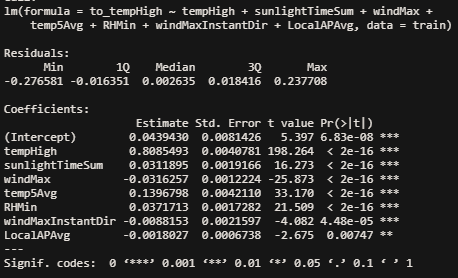 lm(formula = to_tempHigh ~ tempHigh + sunlightTimeSum + windMax +
    temp5Avg + RHMin + windMaxInstantDir + LocalAPAvg, data = train)

Residuals:
      Min        1Q    Median        3Q       Max
-0.276581 -0.016351  0.002635  0.018416  0.237708

Coefficients:
                    Estimate Std. Error t value Pr(>|t|)
(Intercept)        0.0439430  0.0081426   5.397 6.83e-08 ***
tempHigh           0.8085493  0.0040781 198.264  < 2e-16 ***
sunlightTimeSum    0.0311895  0.0019166  16.273  < 2e-16 ***
windMax           -0.0316257  0.0012224 -25.873  < 2e-16 ***
temp5Avg           0.1396798  0.0042110  33.170  < 2e-16 ***
RHMin              0.0371713  0.0017282  21.509  < 2e-16 ***
windMaxInstantDir -0.0088153  0.0021597  -4.082 4.48e-05 ***
LocalAPAvg        -0.0018027  0.0006738  -2.675  0.00747 **
---
Signif. codes:  0 ‘***’ 0.001 ‘**’ 0.01 ‘*’ 0.05 ‘.’ 0.1 ‘ ’ 1